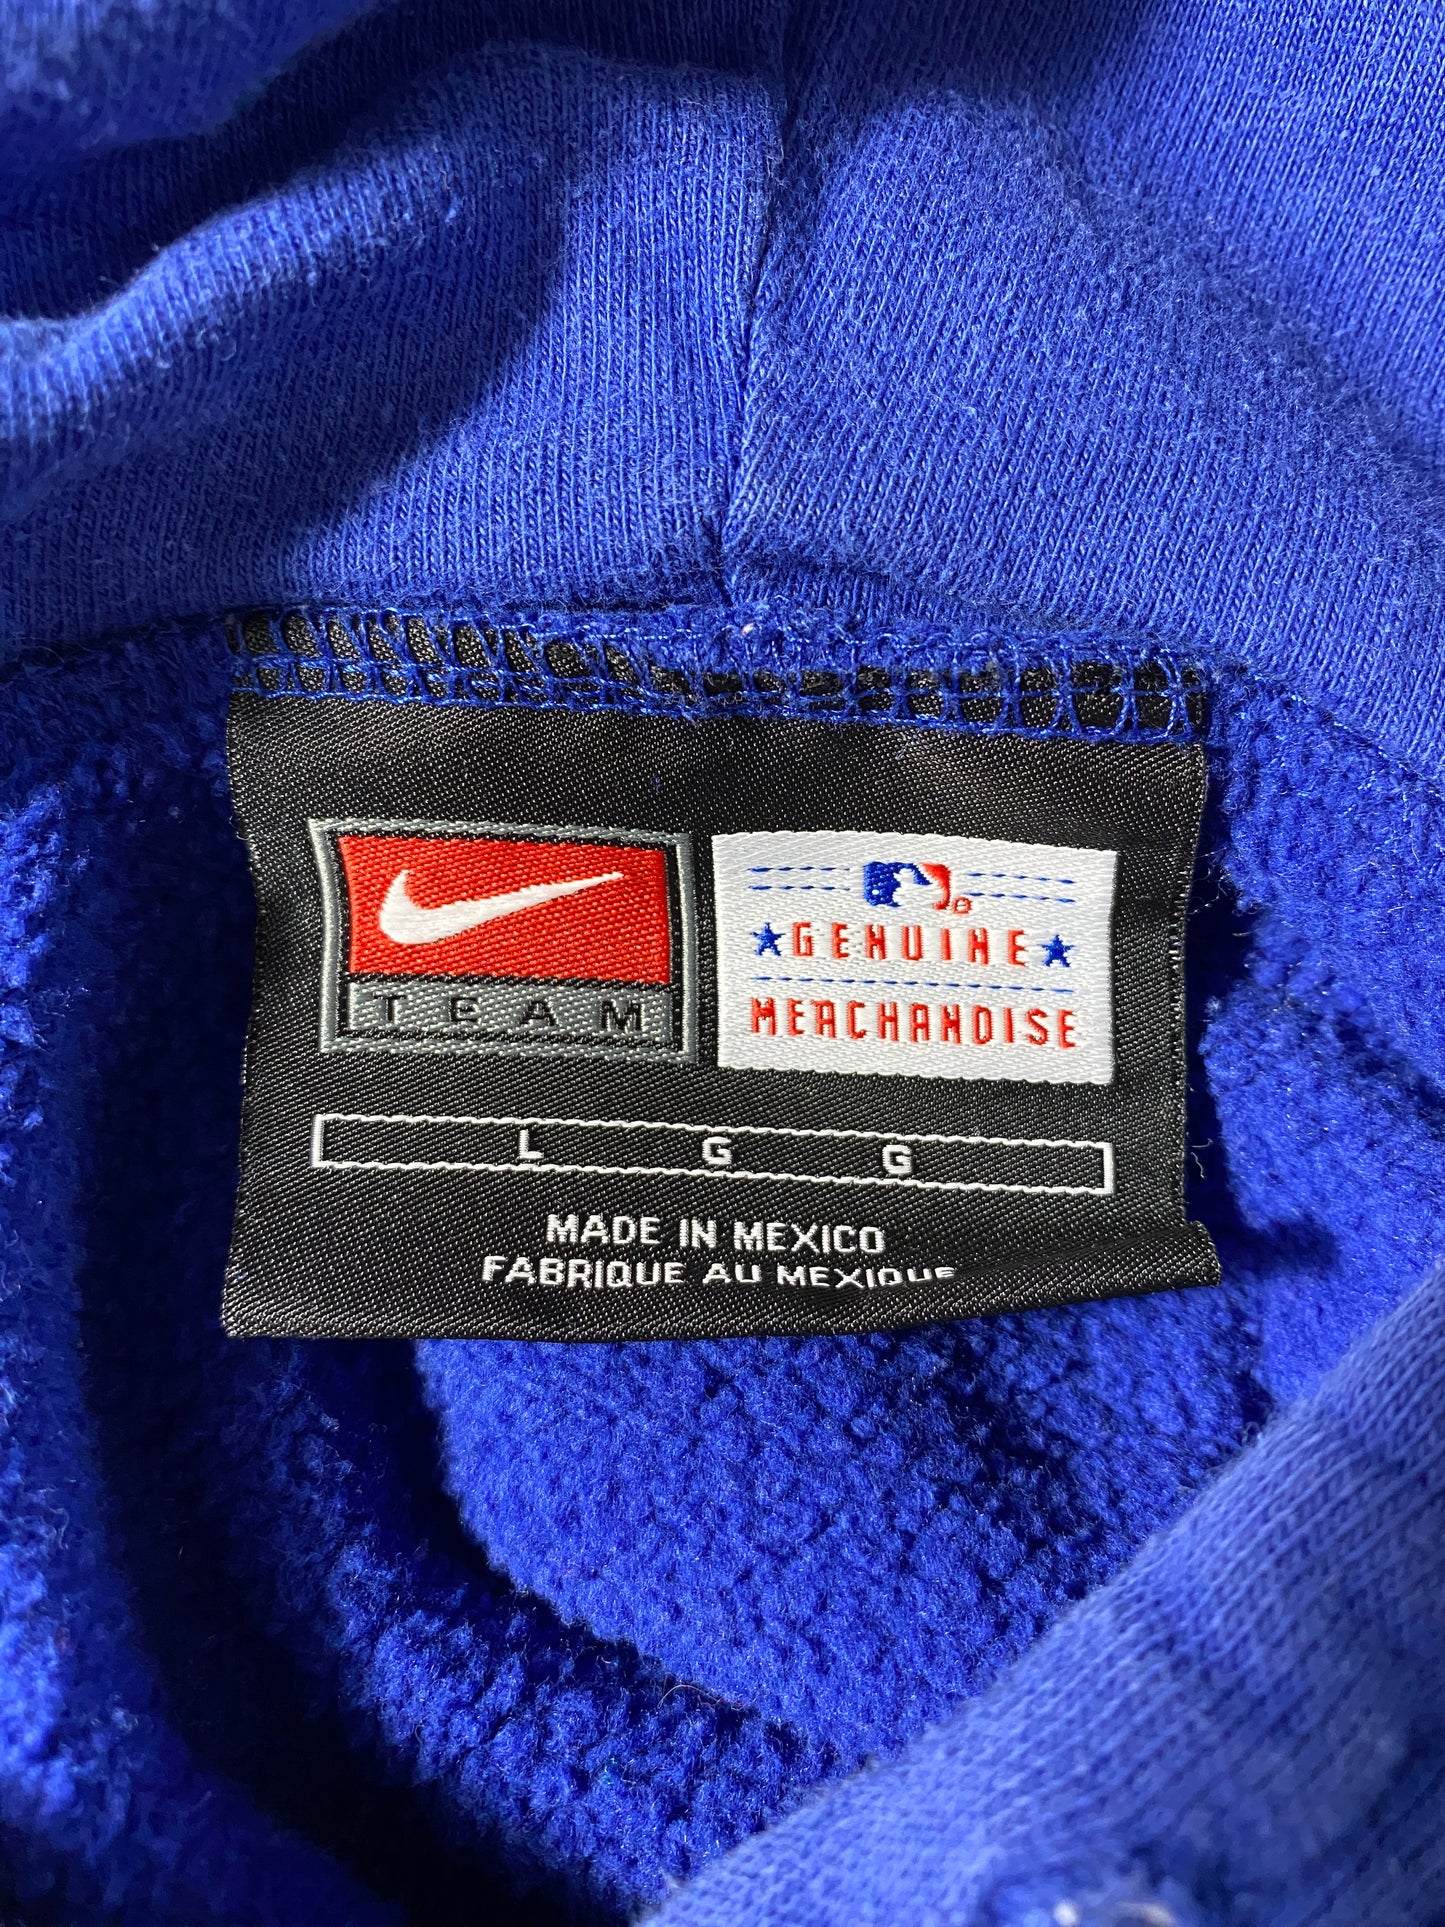 TEAM
GENUINE
MERCHANDISE
L G G
MADE IN MEXICO
FABRIQUE AU MEXIQUE